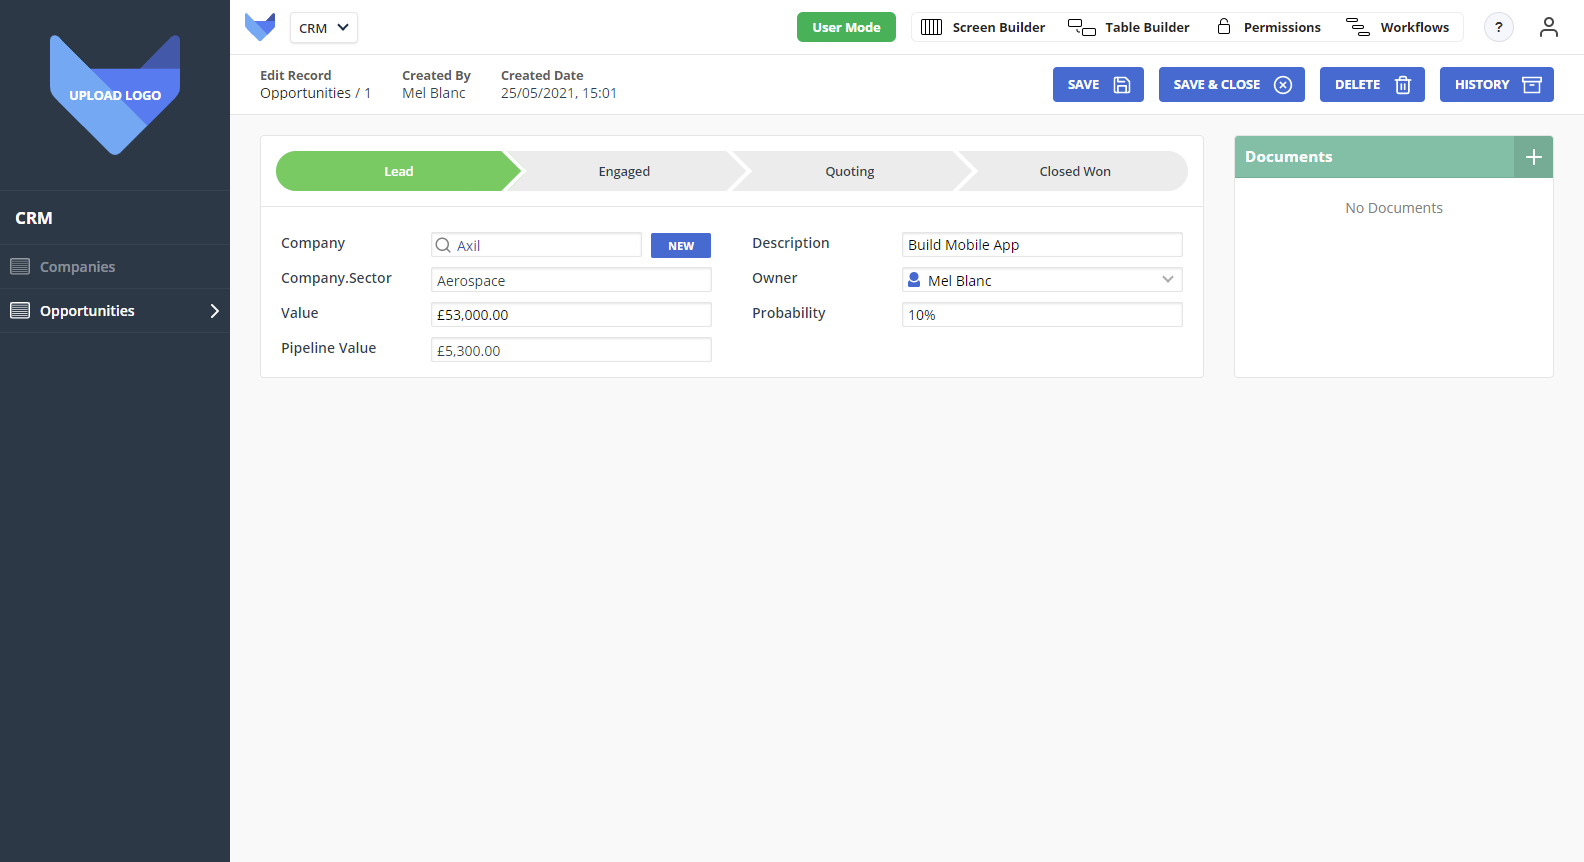 UPLOAD LOGO
CRM
Companies
Opportunities
CRM
User Mode
Screen Builder
Table Builder
Permissions
Workflows
?
Edit Record
Opportunities / 1
Created By
Mel Blanc
Created Date
25/05/2021, 15:01
SAVE
SAVE & CLOSE
DELETE
HISTORY
Lead
Engaged
Quoting
Closed Won
Company
Axil
NEW
Description
Build Mobile App
Company.Sector
Aerospace
Owner
Mel Blanc
Value
£53,000.00
Probability
10%
Pipeline Value
£5,300.00
Documents
No Documents